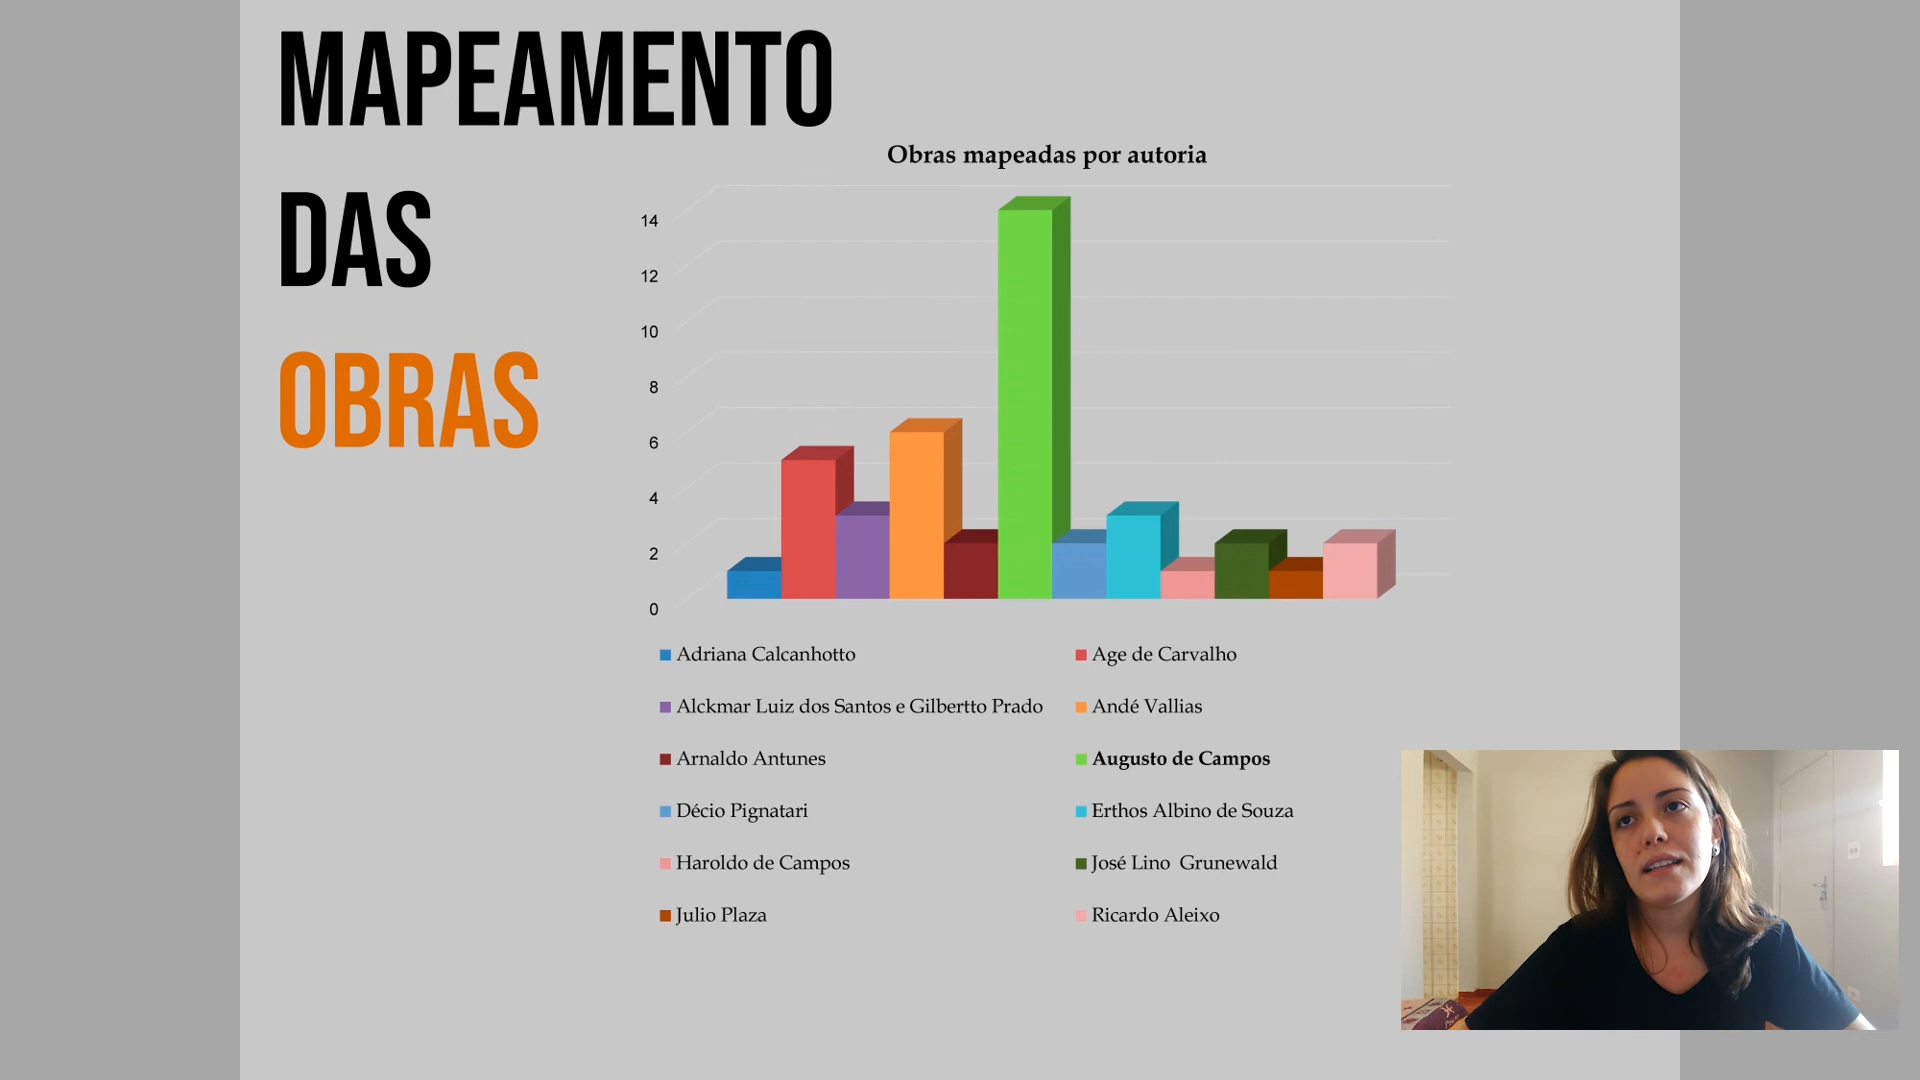 MAPEAMENTO
DAS
OBRAS
Obras mapeadas por autoria
14
12
10
8
6
4
2
0
Adriana Calcanhotto
Age de Carvalho
Alckmar Luiz dos Santos e Gilbertto Prado
Andé Vallias
Arnaldo Antunes
Augusto de Campos
Décio Pignatari
Erthos Albino de Souza
Haroldo de Campos
José Lino  Grunewald
Julio Plaza
Ricardo Aleixo